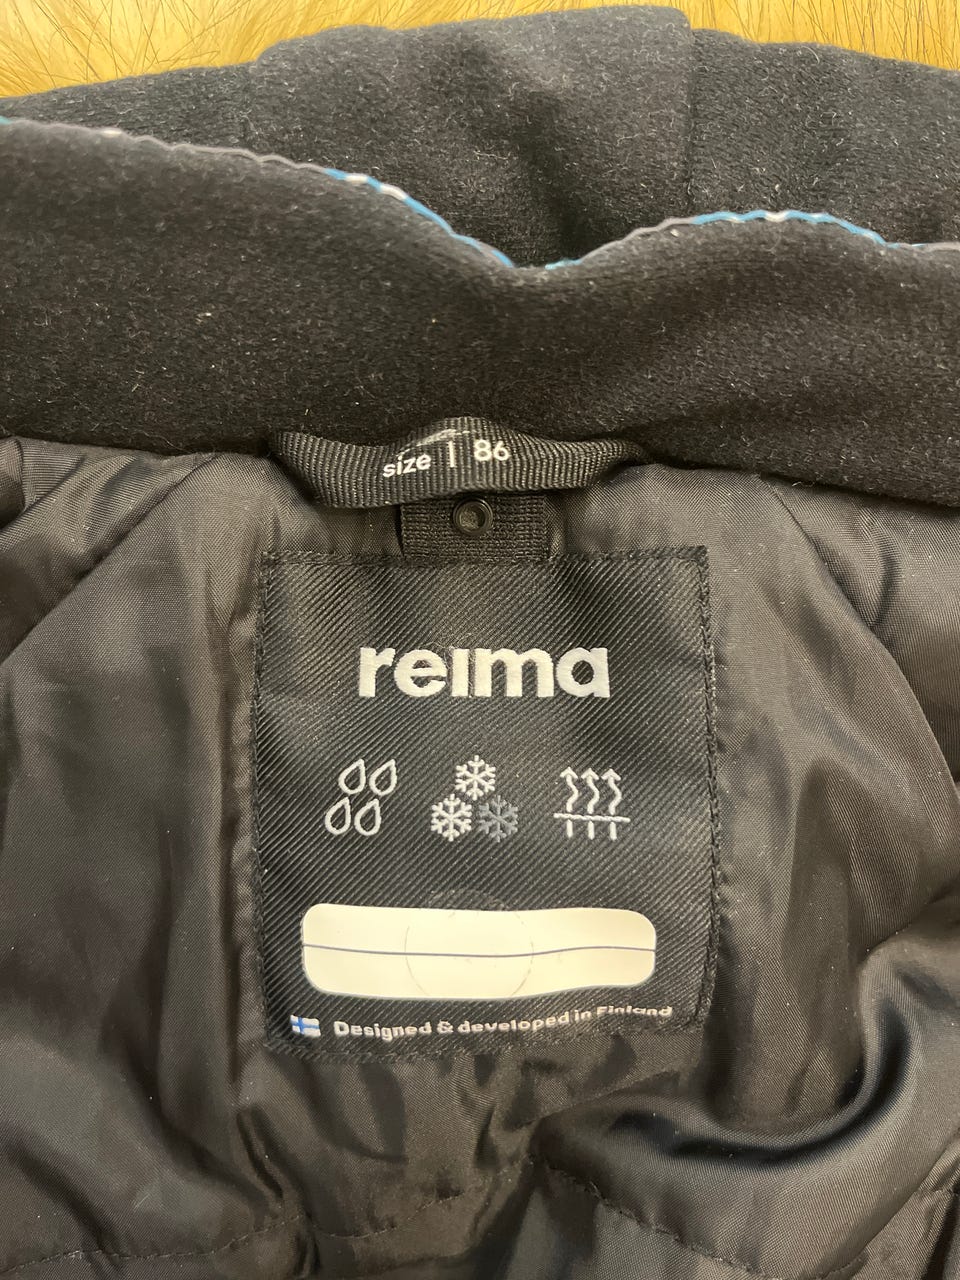 size | 86
reima
Designed & developed in Finland